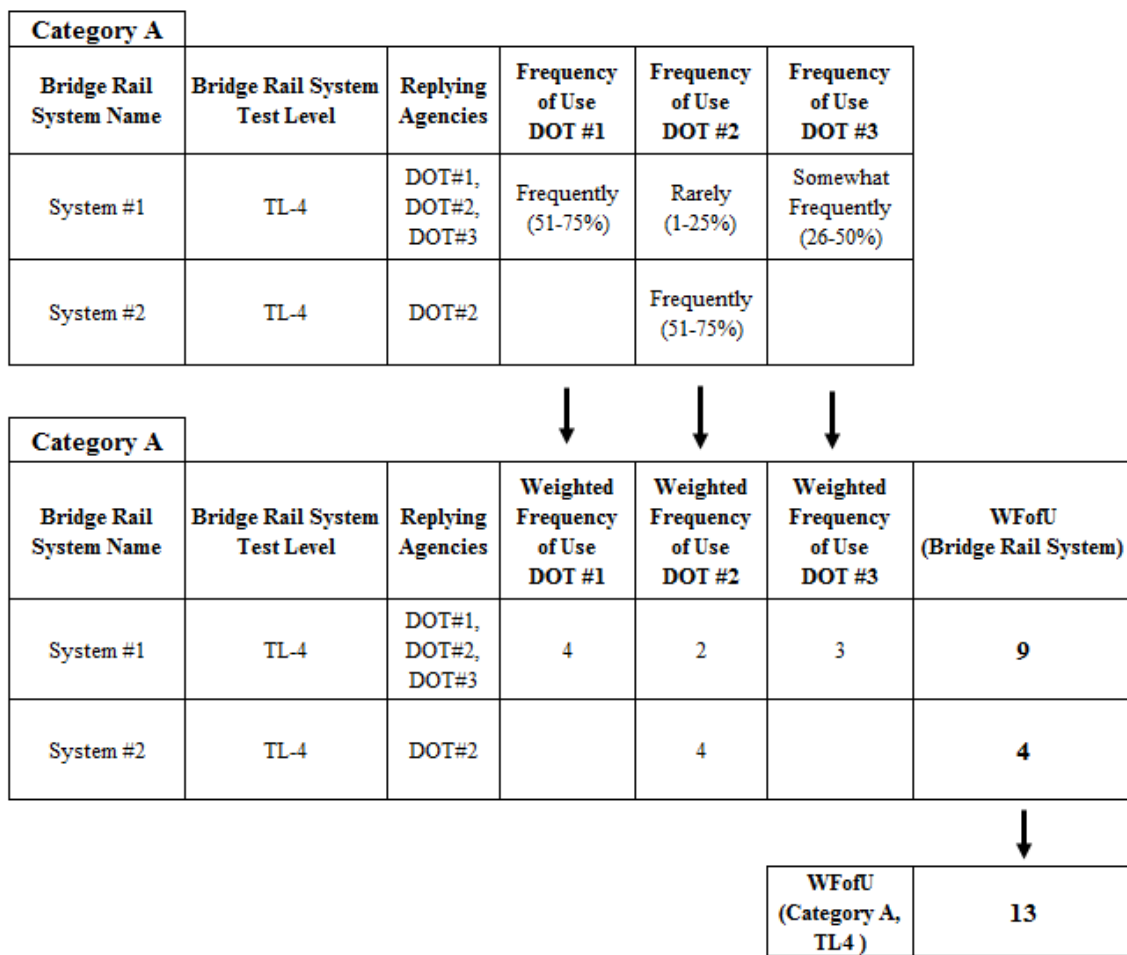 Category A
Bridge Rail
System Name
Bridge Rail System
Test Level
Replying
Agencies
Frequency
of Use
DOT #1
Frequency
of Use
DOT #2
Frequency
of Use
DOT #3
System #1
TL-4
DOT#1,
DOT#2,
DOT#3
Frequently
(51-75%)
Rarely
(1-25%)
Somewhat
Frequently
(26-50%)
System #2
TL-4
DOT#2
Frequently
(51-75%)
Category A
Bridge Rail
System Name
Bridge Rail System
Test Level
Replying
Agencies
Weighted
Frequency
of Use
DOT #1
Weighted
Frequency
of Use
DOT #2
Weighted
Frequency
of Use
DOT #3
WFofU
(Bridge Rail System)
System #1
TL-4
DOT#1,
DOT#2,
DOT#3
4
2
3
9
System #2
TL-4
DOT#2
4
4
WFofU
(Category A,
TL4 )
13